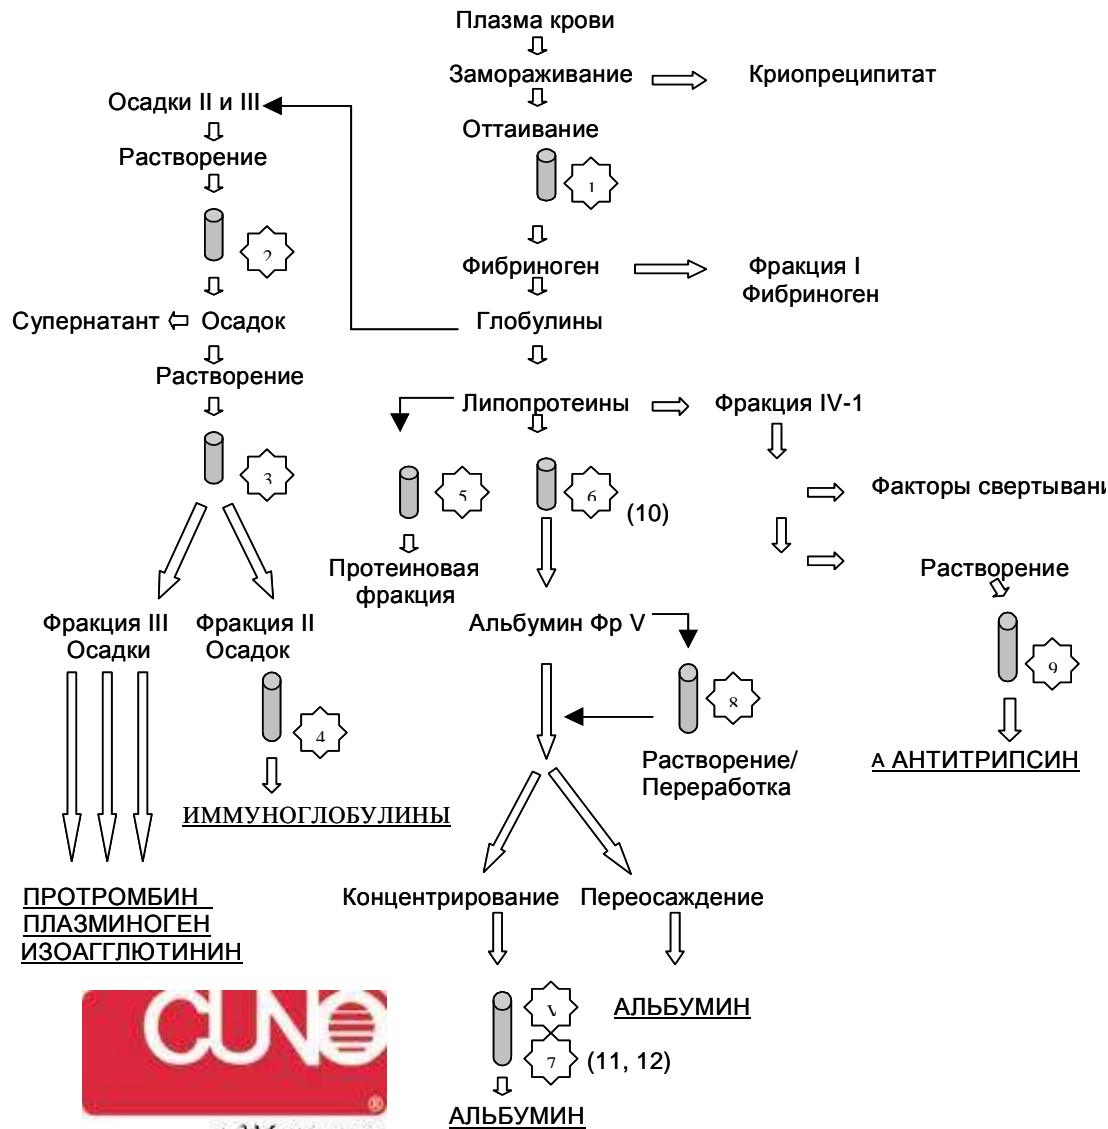 Плазма крови
Замораживание
Криопреципитат
Осадки II и III
Оттаивание
Растворение
1
2
Фибриноген
Фракция I
Фибриноген
Супернатант
Осадок
Глобулины
Растворение
Липопротеины
Фракция IV-1
3
5
6
(10)
Факторы свертывани
Протеиновая
фракция
Растворение
Фракция III
Осадки
Фракция II
Осадок
Альбумин Фр V
9
8
4
Растворение/
Переработка
А АНТИТРИПСИН
ИММУНОГЛОБУЛИНЫ
ПРОТРОМБИН
ПЛАЗМИНОГЕН
ИЗОАГГЛЮТИНИН
Концентрирование
Переосаждение
CUNO
®
V
АЛЬБУМИН
7
(11, 12)
АЛЬБУМИН